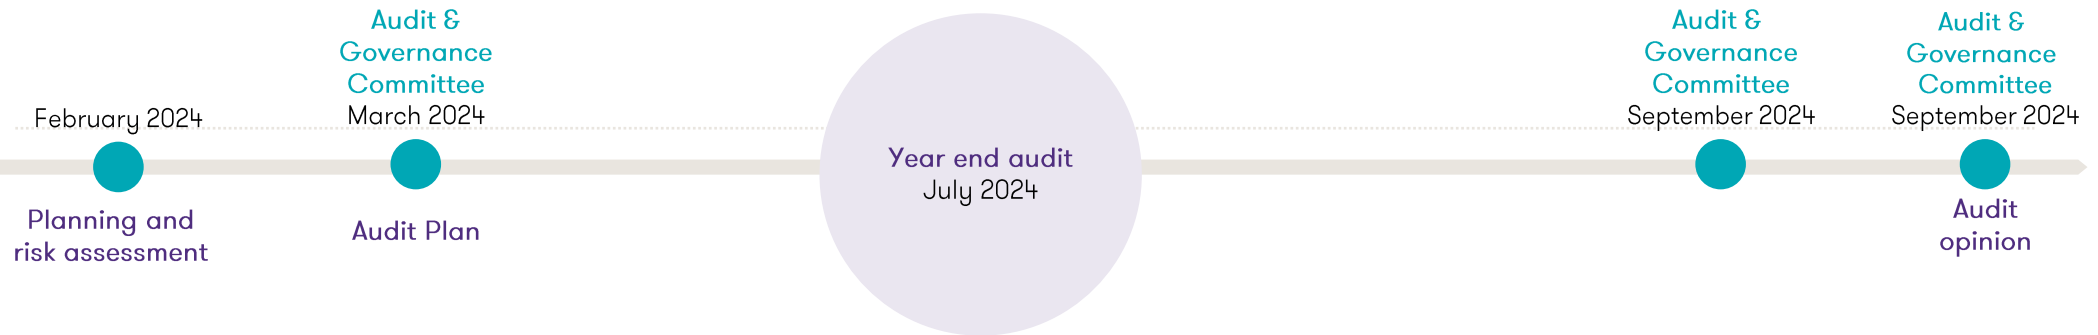 February 2024
Planning and
risk assessment
Audit &
Governance
Committee
March 2024
Audit Plan
Year end audit
July 2024
Audit &
Governance
Committee
September 2024
Audit &
Governance
Committee
September 2024
Audit
opinion